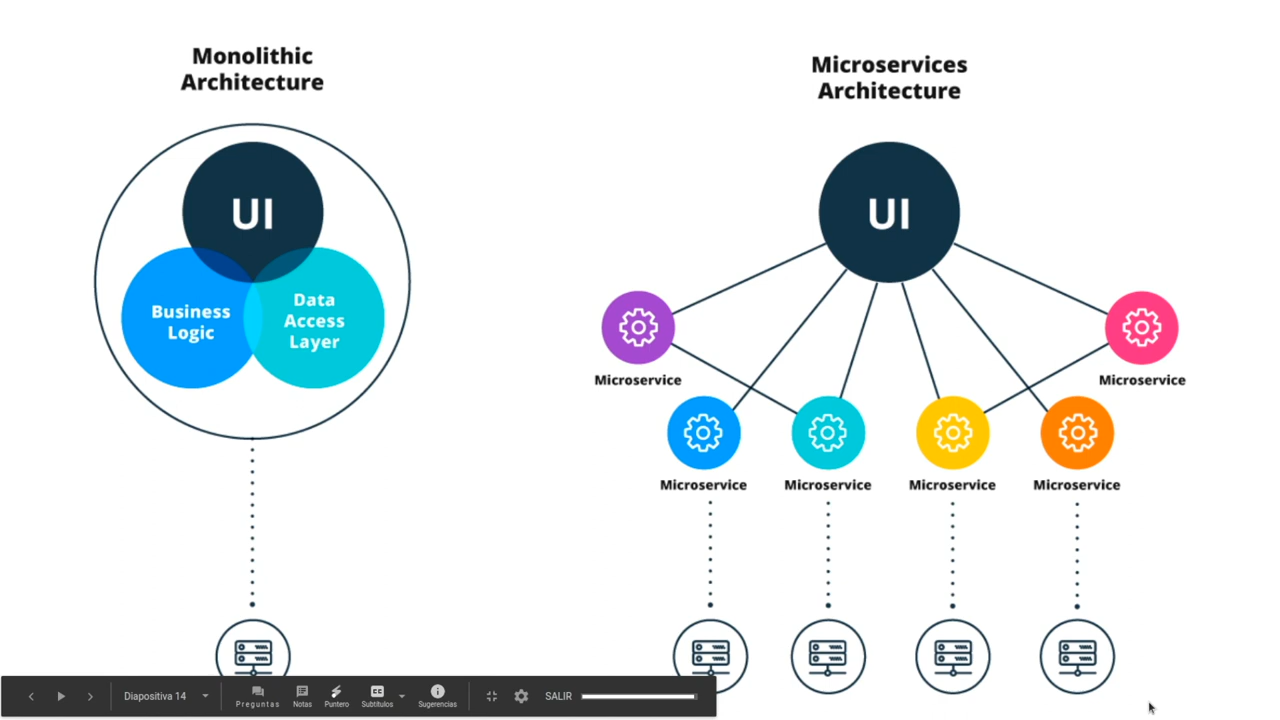 Monolithic
Architecture
UI
Business
Logic
Data
Access
Layer
Microservices
Architecture
UI
Microservice
Microservice
Microservice
Microservice
Microservice
Microservice
Diapositiva 14
Preguntas
Notas
Puntero
CC
Subtítulos
Sugerencias
SALIR